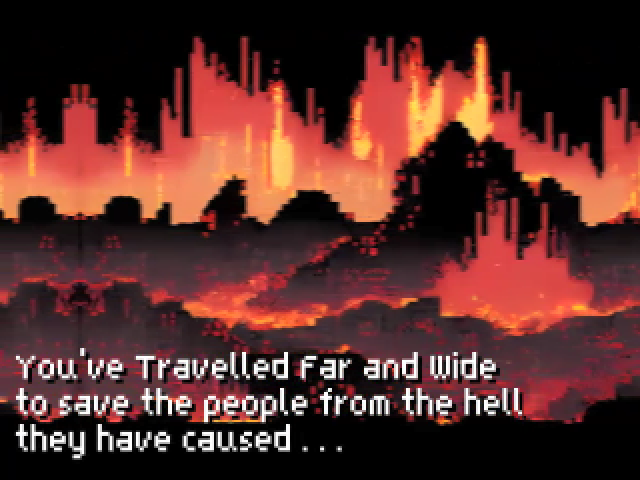 You've Travelled Far and Wide
to save the people from the hell
they have caused . . .